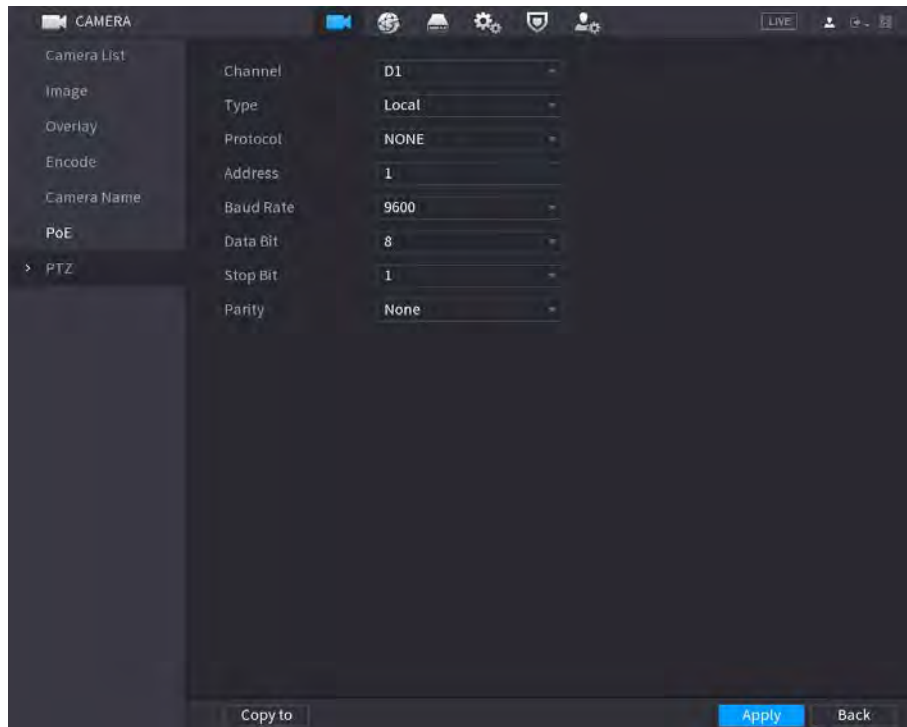 CAMERA
LIVE
Camera List
Image
Overlay
Encode
Camera Name
PoE
> PTZ
Channel D1
Type Local
Protocol NONE
Address 1
Baud Rate 9600
Data Bit 8
Stop Bit 1
Parity None
Copy to
Apply
Back